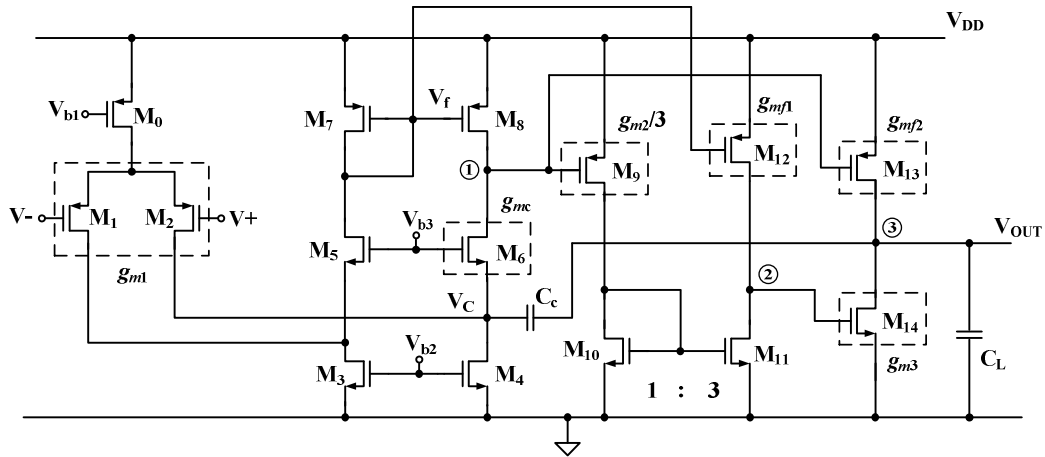 V_DD
V_b1
M_0
M_7
V_f
M_8
g_m2/3
g_mf1
g_mf2
①
M_9
M_12
M_13
V-
M_1
M_2
V+
g_m1
M_5
V_b3
g_mc
M_6
V_OUT
③
②
V_C
C_c
M_14
g_m3
M_3
V_b2
M_4
M_10
M_11
C_L
1 : 3